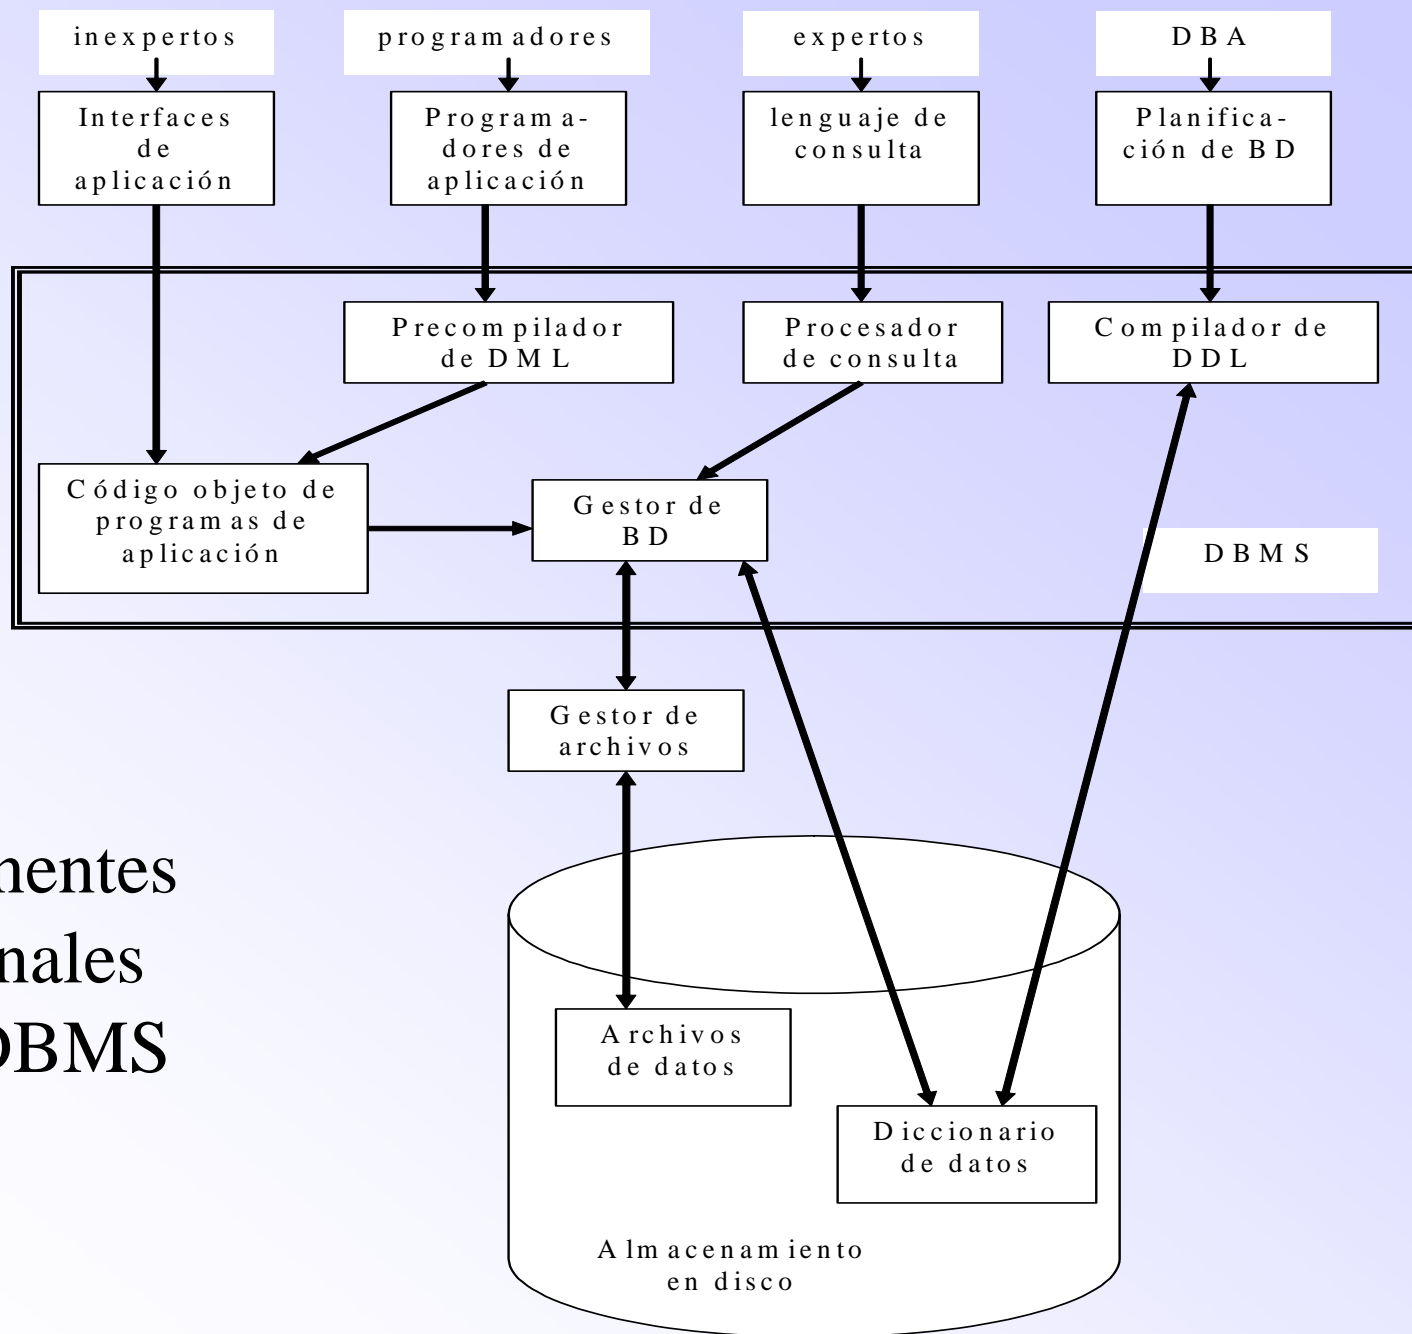 inexpertos
programadores
expertos
DBA
Interfaces
de
aplicación
Programa-
dores de
aplicación
lenguaje de
consulta
Planifica-
ción de BD
Precompilador
de DML
Procesador
de consulta
Compilador de
DDL
Código objeto de
programas de
aplicación
Gestor de
BD
DBMS
Gestor de
archivos
nentes
nales
DBMS
Archivos
de datos
Diccionario
de datos
Almacenamiento
en disco